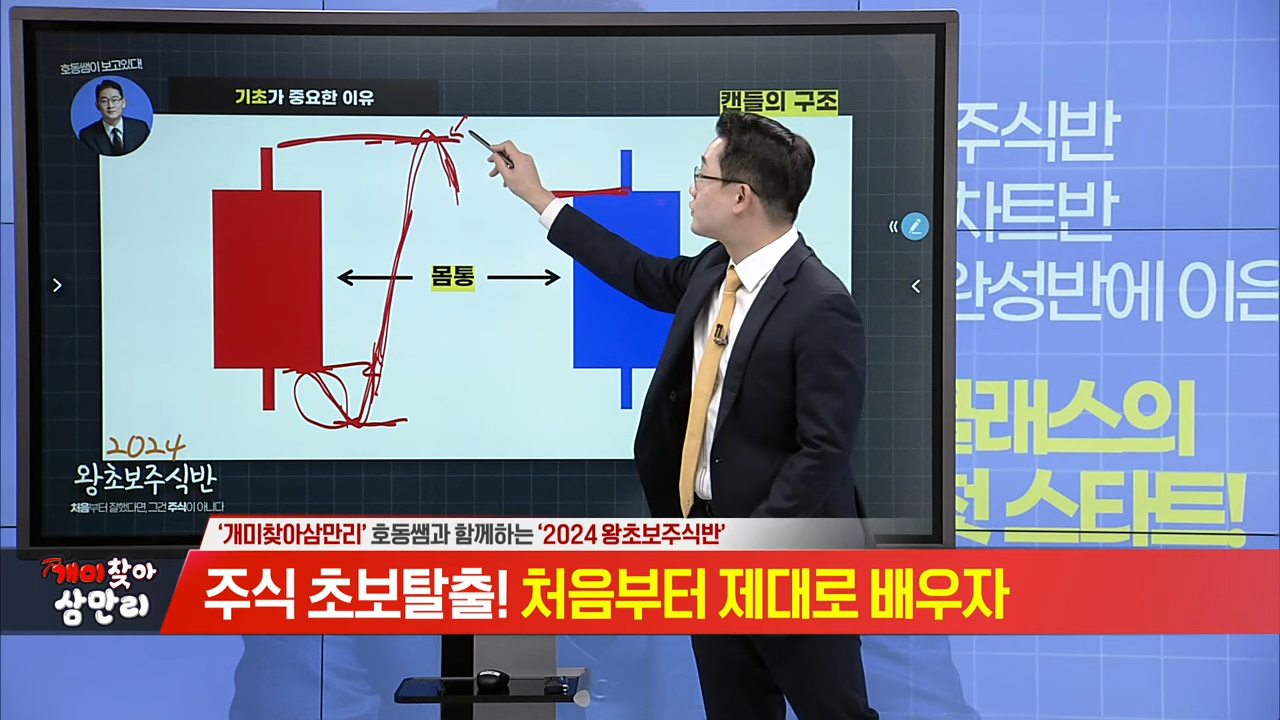 호동쌤이 보고있다!
기초가 중요한 이유
캔들의 구조
몸통
2024
왕초보주식반
처음부터 잘했다면, 그건 주식이 아니다
주식반
차트반
완성반에 이은
클래스의
스타트!
'개미찾아삼만리' 호동쌤과 함께하는 '2024 왕초보주식반'
개미찾아
삼만리
주식 초보탈출! 처음부터 제대로 배우자